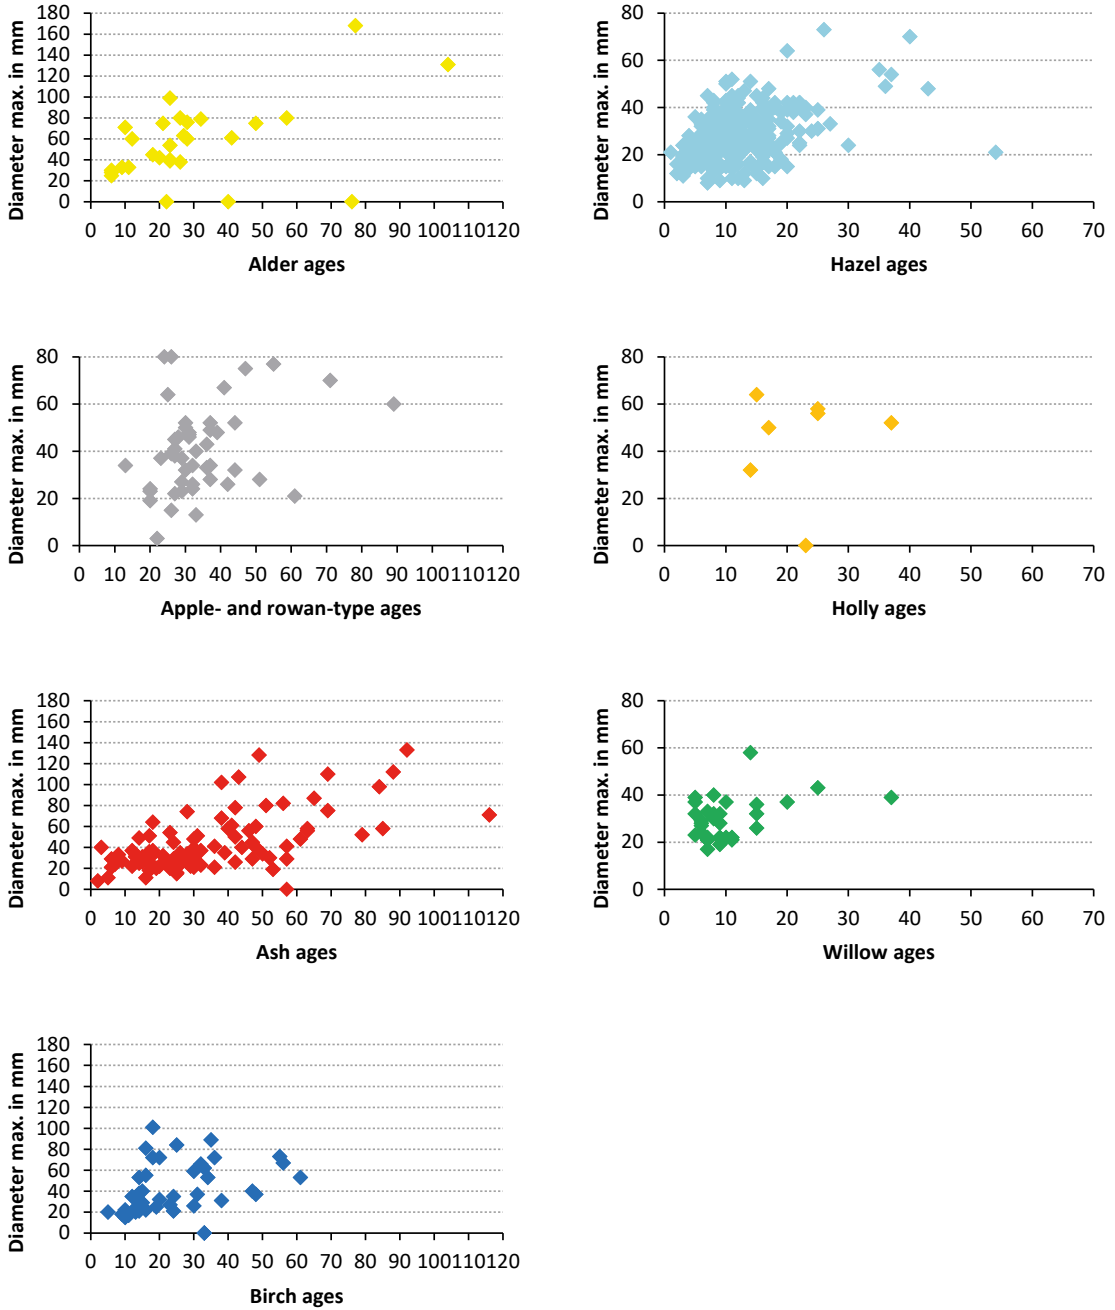 Diameter max. in mm
180
160
140
120
100
80
60
40
20
0
0 10 20 30 40 50 60 70 80 90 100110120
Alder ages
Diameter max. in mm
80
60
40
20
0
0 10 20 30 40 50 60 70
Hazel ages
Diameter max. in mm
80
60
40
20
0
0 10 20 30 40 50 60 70 80 90 100110120
Apple- and rowan-type ages
Diameter max. in mm
80
60
40
20
0
0 10 20 30 40 50 60 70
Holly ages
Diameter max. in mm
180
160
140
120
100
80
60
40
20
0
0 10 20 30 40 50 60 70 80 90 100110120
Ash ages
Diameter max. in mm
80
60
40
20
0
0 10 20 30 40 50 60 70
Willow ages
Diameter max. in mm
180
160
140
120
100
80
60
40
20
0
0 10 20 30 40 50 60 70 80 90 100110120
Birch ages